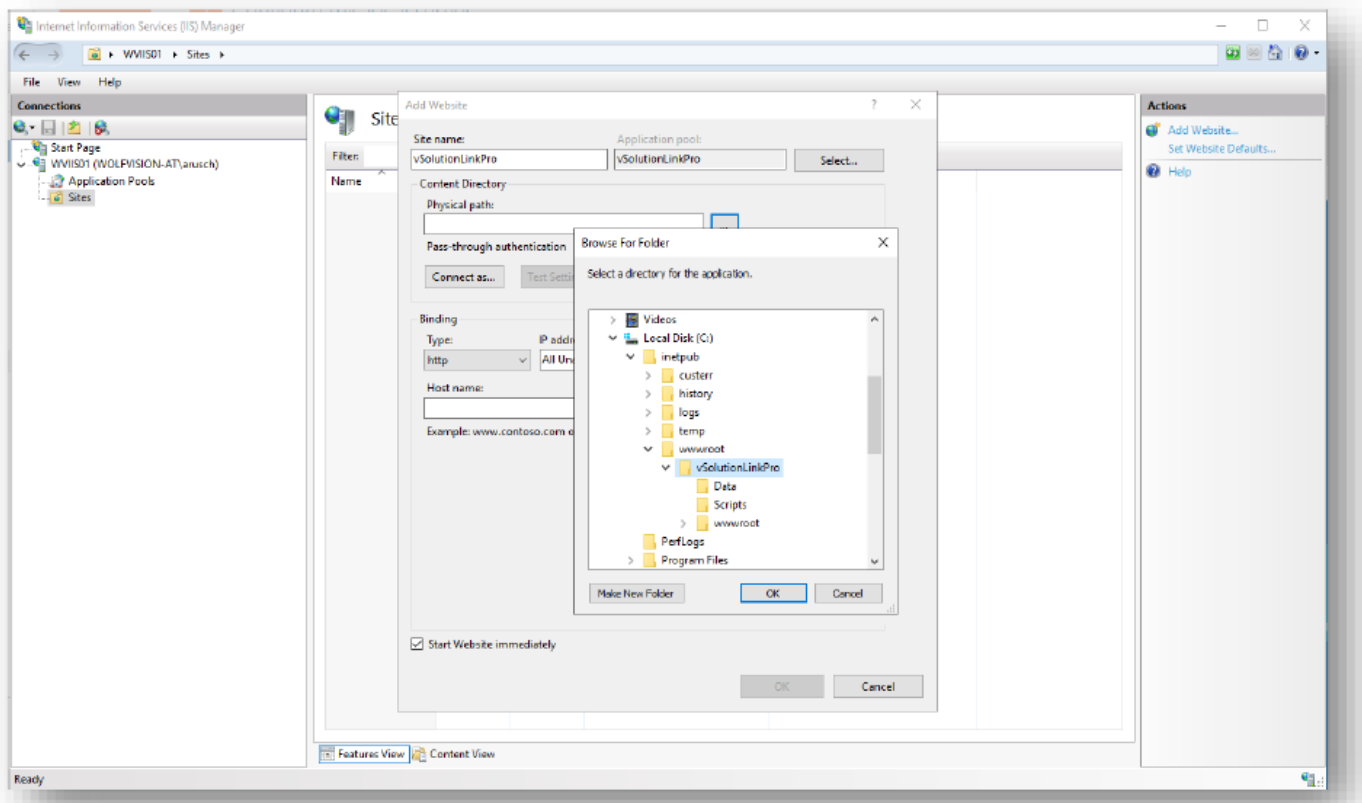 Internet Information Services (IIS) Manager
WVIIS01 Sites
File View Help
Connections
Start Page
WVIIS01 (WOLFVISION-AT\arusch)
Application Pools
Sites
Filter:
Name
Add Website
Site name:
Application pool:
vSolutionLinkPro
vSolutionLinkPro
Select...
Content Directory
Physical path:
...
Pass-through authentication
Connect as...
Binding
Type:
http
Host name:
Example: www.contoso.com
Start Website immediately
OK
Cancel
Browse For Folder
Select a directory for the application.
Videos
Local Disk (C:)
inetpub
custerr
history
logs
temp
wwwroot
vSolutionLinkPro
Data
Scripts
wwwroot
PerfLogs
Program Files
Make New Folder
OK
Cancel
Actions
Add Website...
Set Website Defaults...
Help
Features View
Content View
Ready